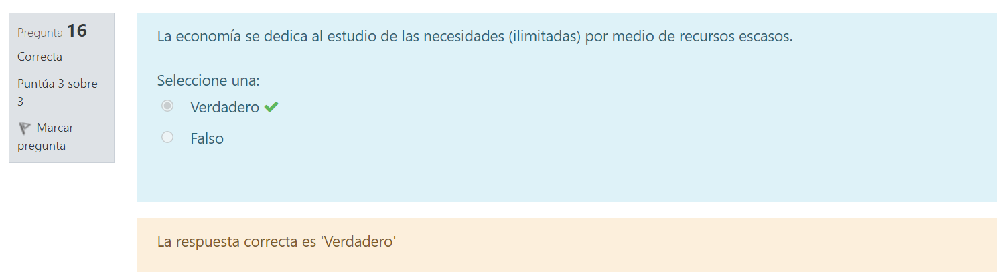 Pregunta 16
Correcta
Puntúa 3 sobre
3
Marcar
pregunta
La economía se dedica al estudio de las necesidades (ilimitadas) por medio de recursos escasos.
Seleccione una:
Verdadero
Falso
La respuesta correcta es 'Verdadero'